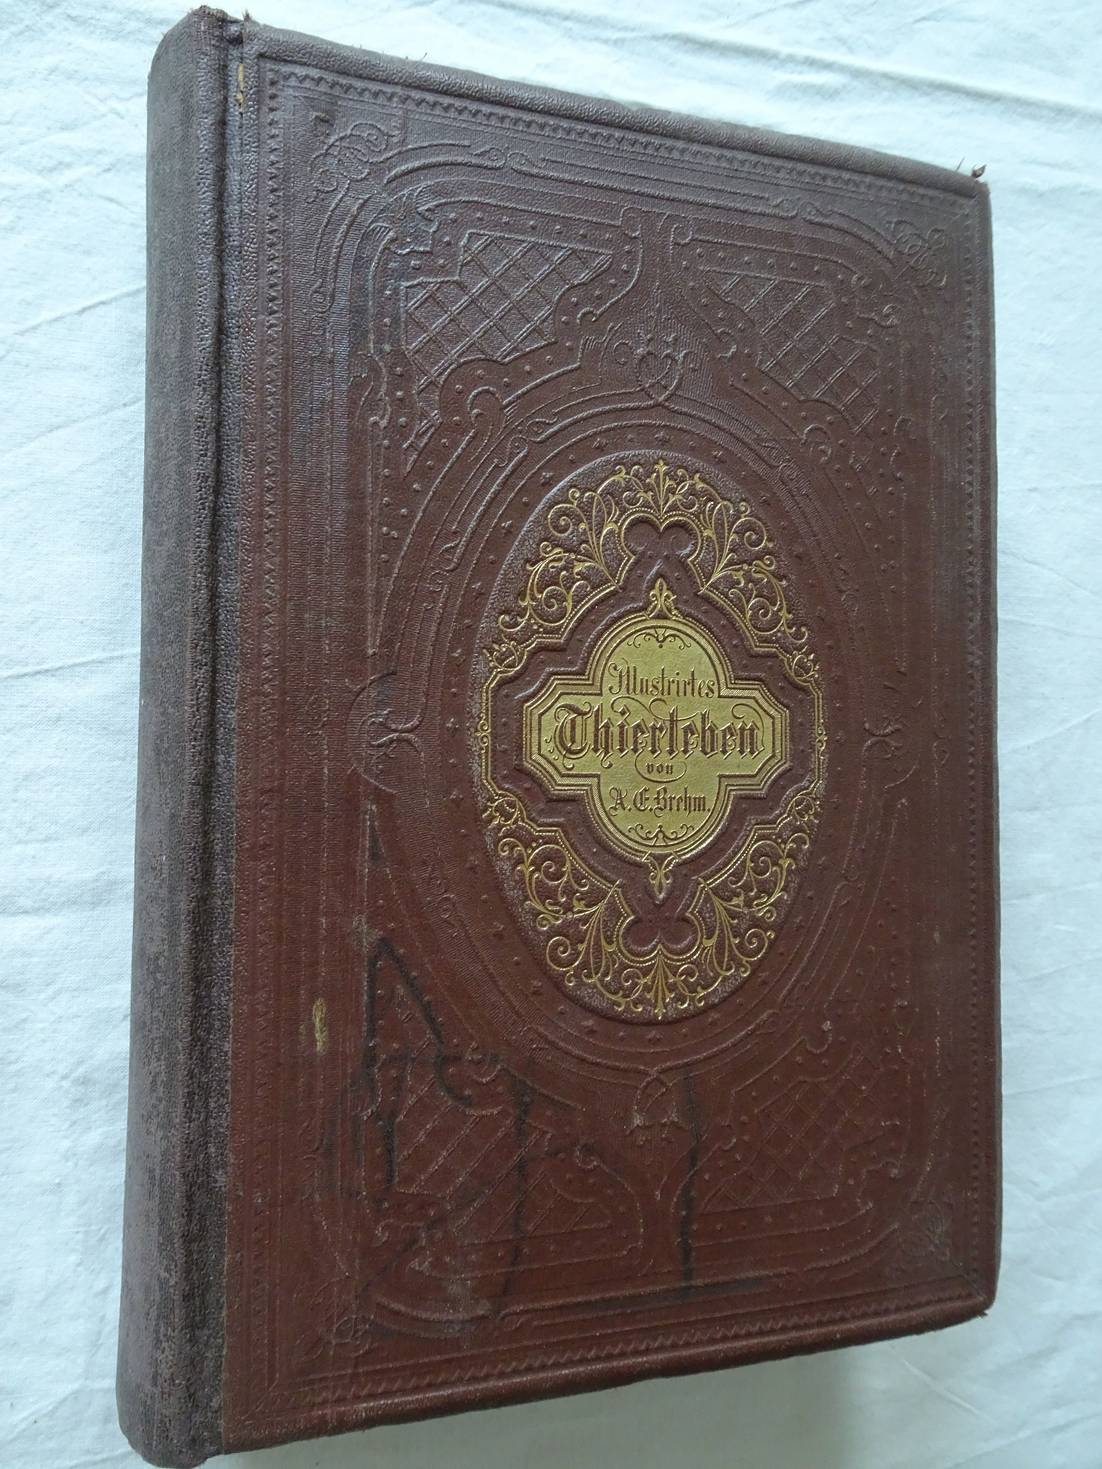 Illustrirtes
Thierleben
von
A. E. Brehm.